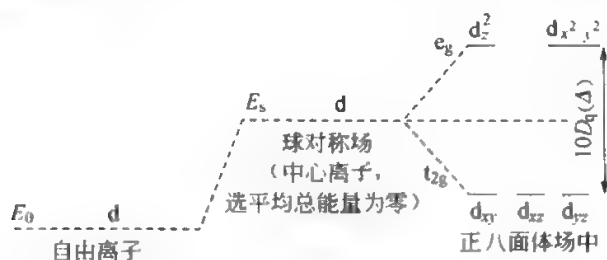 d_z² d_x²-y²
e_g
E_s d
10D_q(Δ)
球对称场
（中心离子，
选平均总能量为零）
t_2g
E_0 d
d_xy d_xz d_yz
自由离子
正八面体场中